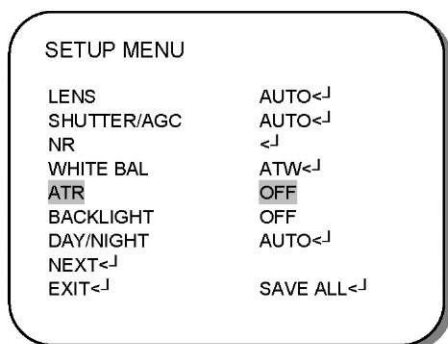 SETUP MENU
LENS AUTO↲
SHUTTER/AGC AUTO↲
NR ↲
WHITE BAL ATW↲
ATR OFF
BACKLIGHT OFF
DAY/NIGHT AUTO↲
NEXT↲
EXIT↲ SAVE ALL↲